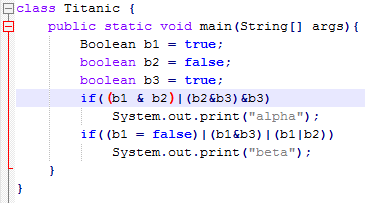 class Titanic {
    public static void main(String[] args){
        Boolean b1 = true;
        boolean b2 = false;
        boolean b3 = true;
        if((b1 & b2)|(b2&b3)&b3)
            System.out.print("alpha");
        if((b1 = false)|(b1&b3)|(b1|b2))
            System.out.print("beta");
    }
}